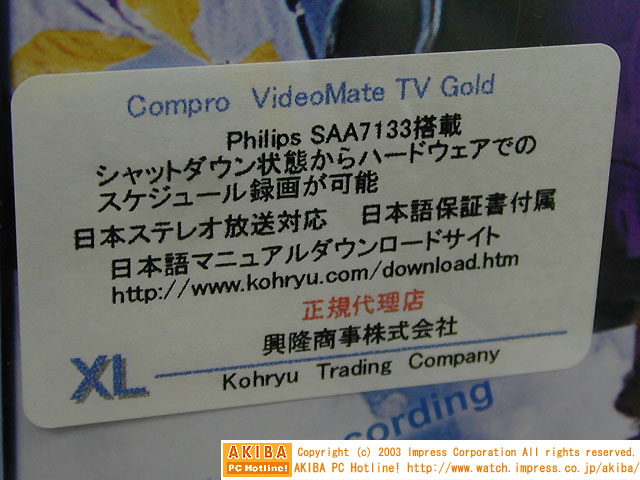 Compro VideoMate TV Gold
Philips SAA7133搭載
シャットダウン状態からハードウェアでの
スケジュール録画が可能
日本ステレオ放送対応 日本語保証書付属
日本語マニュアルダウンロードサイト
http://www.kohryu.com/download.htm
正規代理店
興隆商事株式会社
XL
Kohryu Trading Company
cording
AKIBA
PC Hotline!
Copyright (c) 2003 Impress Corporation All rights reserved.
AKIBA PC Hotline! http://www.watch.impress.co.jp/akiba/